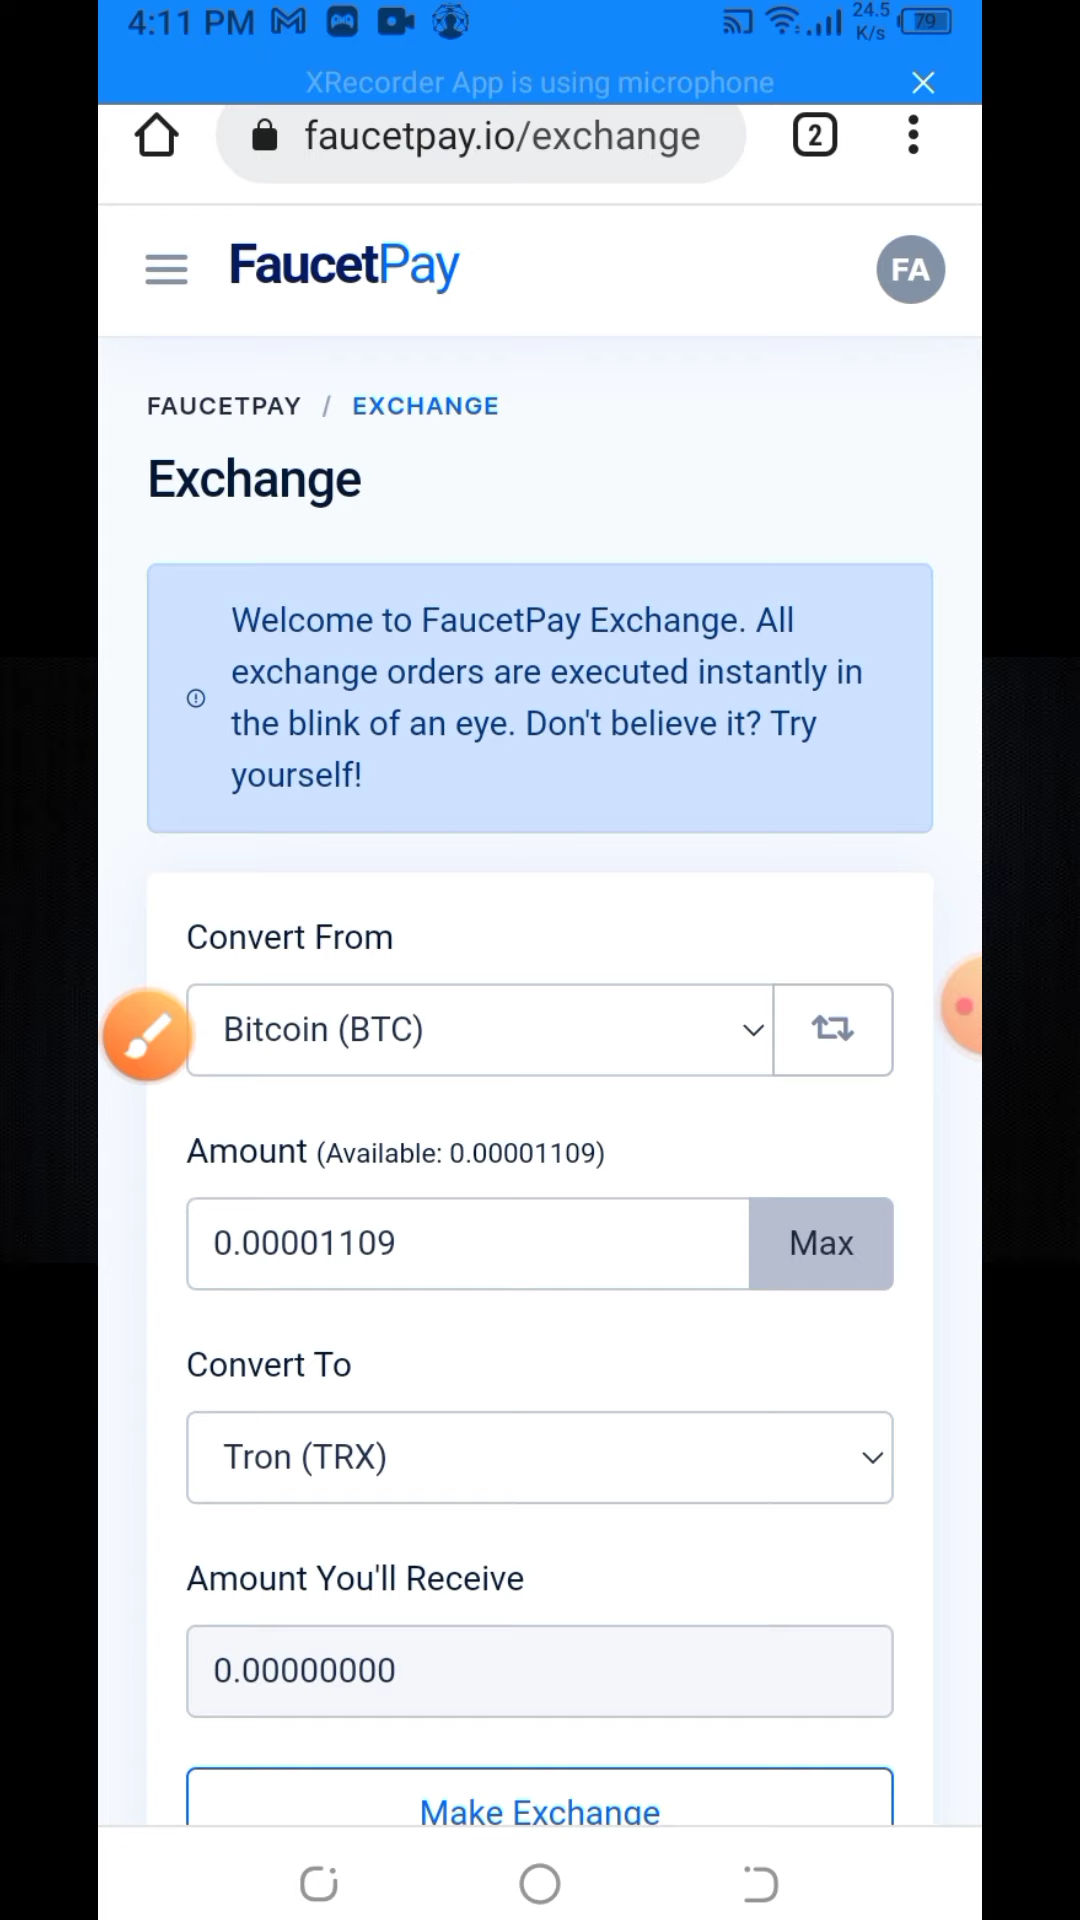 4:11 PM
24.5
K/s
79
XRecorder App is using microphone
faucetpay.io/exchange
2
FaucetPay
FA
FAUCETPAY / EXCHANGE
Exchange
Welcome to FaucetPay Exchange. All
exchange orders are executed instantly in
the blink of an eye. Don't believe it? Try
yourself!
Convert From
Bitcoin (BTC)
Amount (Available: 0.00001109)
0.00001109
Max
Convert To
Tron (TRX)
Amount You'll Receive
0.00000000
Make Exchange